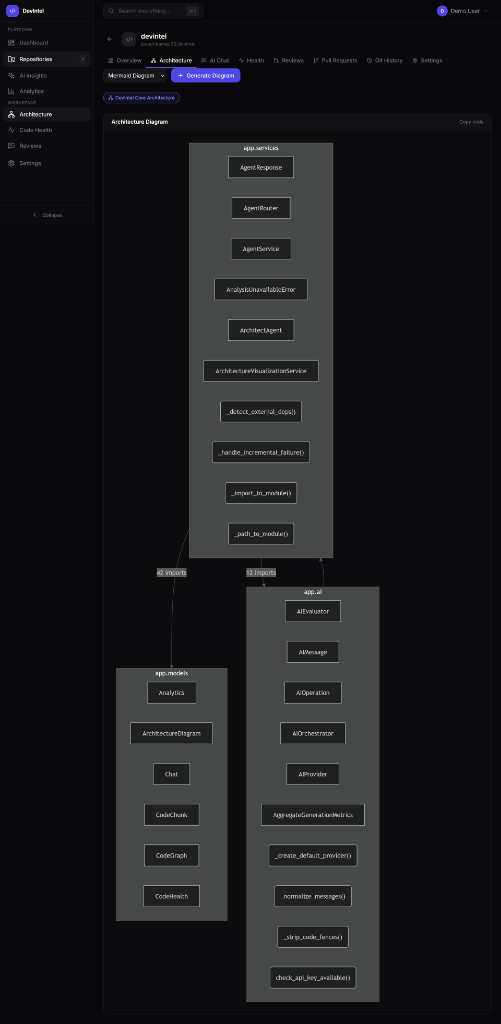 DevIntel
Search everything...
D
Demo User
PLATFORM
Dashboard
Repositories
AI Insights
Analytics
WORKSPACE
Architecture
Code Health
Reviews
Settings
Collapse
devintel
Overview
Architecture
AI Chat
Health
Reviews
Pull Requests
Git History
Settings
Mermaid Diagram
+ Generate Diagram
DevIntel Core Architecture
Architecture Diagram
Copy code
app.services
AgentResponse
AgentRouter
AgentService
AnalysisUnavailableError
ArchitectAgent
ArchitectureVisualizationService
_detect_external_deps()
_handle_incremental_failure()
_import_to_module()
_path_to_module()
42 imports
12 imports
app.ai
AIEvaluator
AIMessage
AIOperation
AIOrchestrator
AIProvider
AggregateGenerationMetrics
_create_default_provider()
_normalize_messages()
_strip_code_fences()
check_api_key_available()
app.models
Analytics
ArchitectureDiagram
Chat
CodeChunk
CodeGraph
CodeHealth